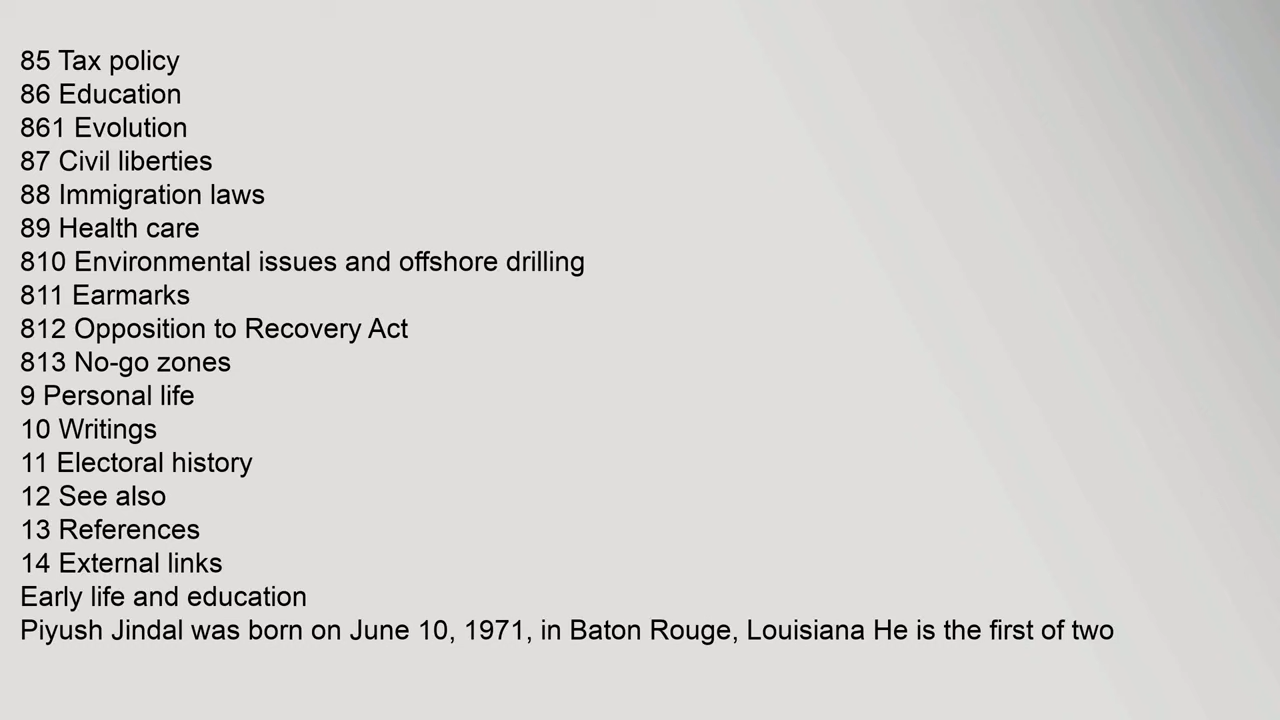 85 Tax policy
86 Education
861 Evolution
87 Civil liberties
88 Immigration laws
89 Health care
810 Environmental issues and offshore drilling
811 Earmarks
812 Opposition to Recovery Act
813 No-go zones
9 Personal life
10 Writings
11 Electoral history
12 See also
13 References
14 External links
Early life and education
Piyush Jindal was born on June 10, 1971, in Baton Rouge, Louisiana He is the first of two